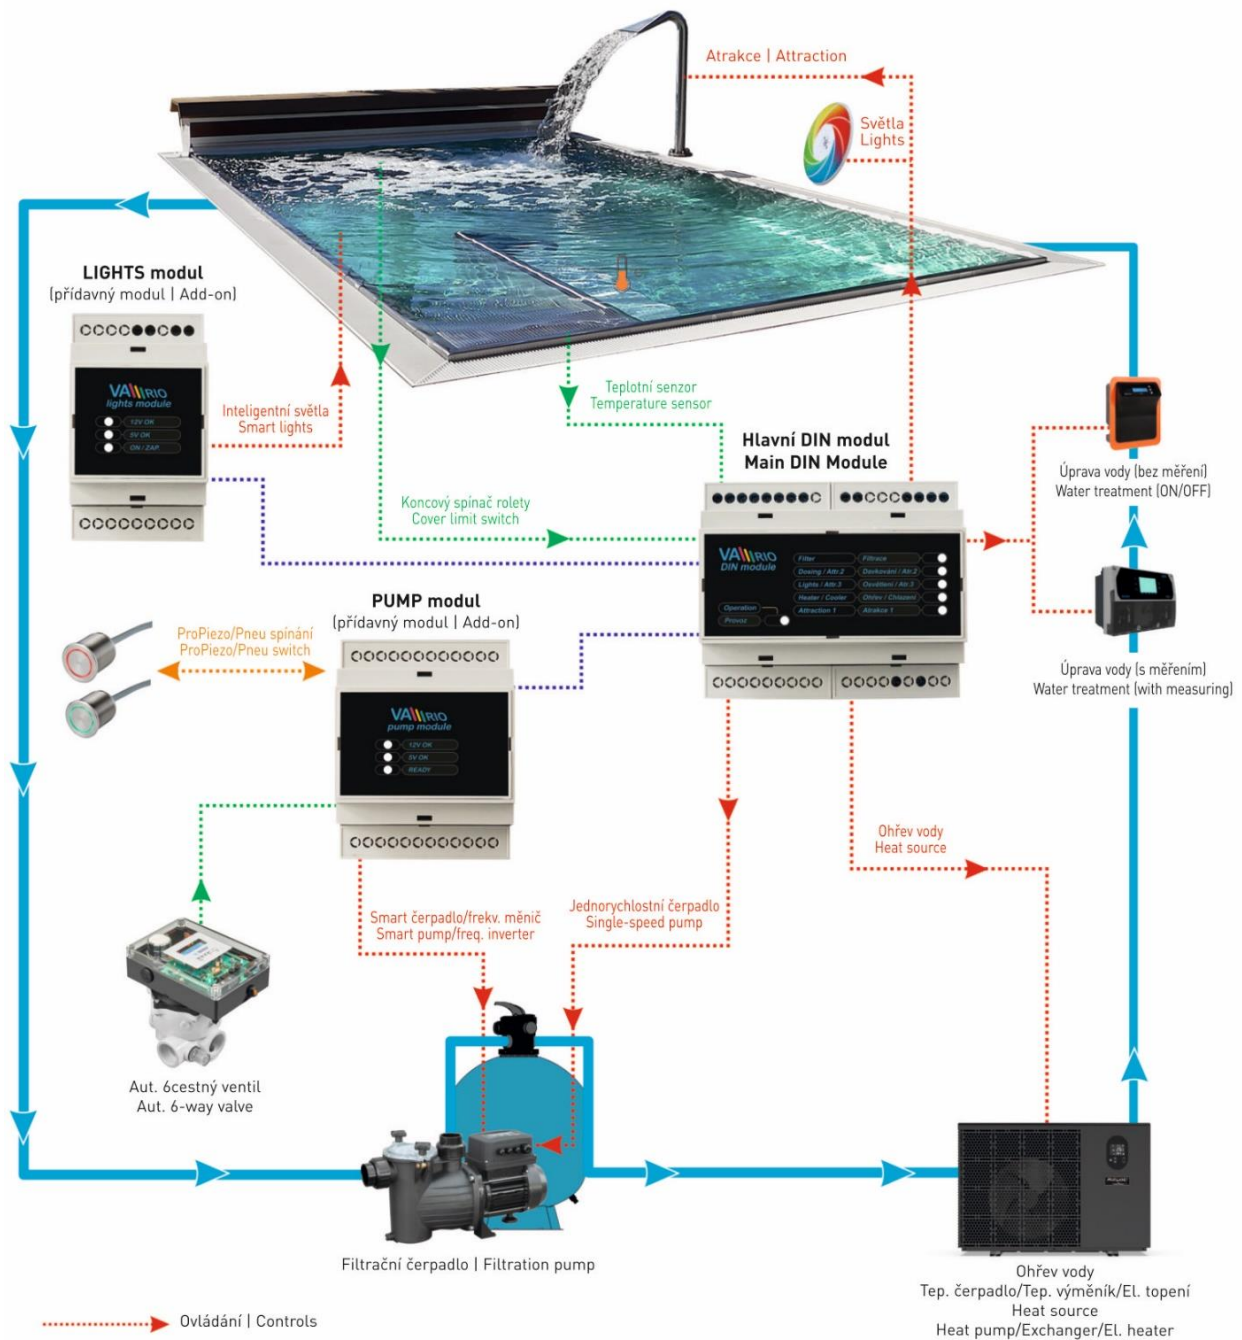 Atrakce | Attraction
Světla
Lights
LIGHTS modul
(přídavný modul | Add-on)
VARIO
lights module
12V OK
5V OK
ON / ZAP.
Inteligentní světla
Smart lights
Teplotní senzor
Temperature sensor
Koncový spínač rolety
Cover limit switch
Hlavní DIN modul
Main DIN Module
VARIO
DIN module
Filter Filtrace
Dosing / Attr.2 Dávkování / Atr.2
Lights / Attr.3 Osvětlení / Atr.3
Heater / Cooler Ohřev / Chlazení
Attraction 1 Atrakce 1
Operation
Provoz
Úprava vody (bez měření)
Water treatment (ON/OFF)
Úprava vody (s měřením)
Water treatment (with measuring)
PUMP modul
(přídavný modul | Add-on)
ProPiezo/Pneu spínání
ProPiezo/Pneu switch
VARIO
pump module
12V OK
5V OK
READY
Ohřev vody
Heat source
Smart čerpadlo/frekv. měnič
Smart pump/freq. inverter
Jednorychlostní čerpadlo
Single-speed pump
Aut. 6cestný ventil
Aut. 6-way valve
Filtrační čerpadlo | Filtration pump
Ohřev vody
Tep. čerpadlo/Tep. výměník/El. topení
Heat source
Heat pump/Exchanger/El. heater
Ovládání | Controls